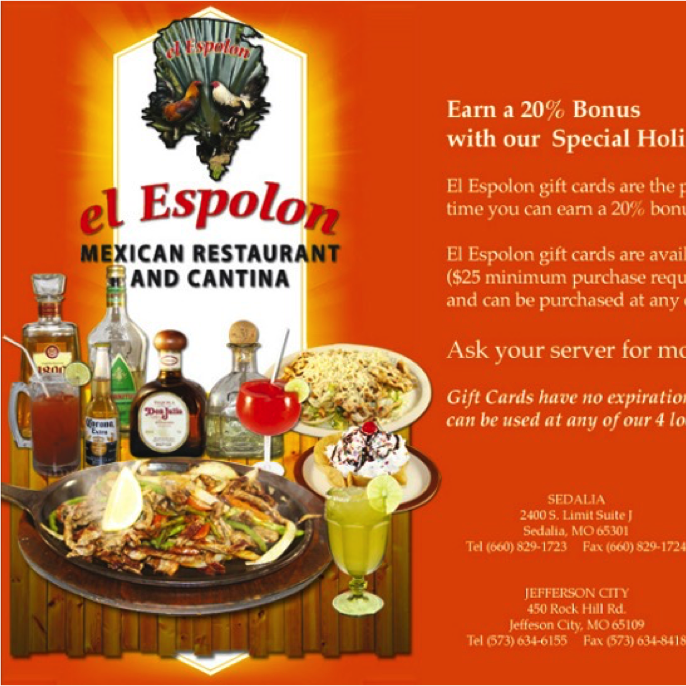 el Espolon
el Espolon
MEXICAN RESTAURANT
AND CANTINA
1800
Corona
Extra
Don Julio
Earn a 20% Bonus
with our Special Holi
El Espolon gift cards are the p
time you can earn a 20% bonu
El Espolon gift cards are avail
($25 minimum purchase requ
and can be purchased at any
Ask your server for mo
Gift Cards have no expiration
can be used at any of our 4 lo
SEDALIA
2400 S. Limit Suite J
Sedalia, MO 65301
Tel (660) 829-1723 Fax (660) 829-1724
JEFFERSON CITY
450 Rock Hill Rd.
Jeffeson City, MO 65109
Tel (573) 634-6155 Fax (573) 634-8418